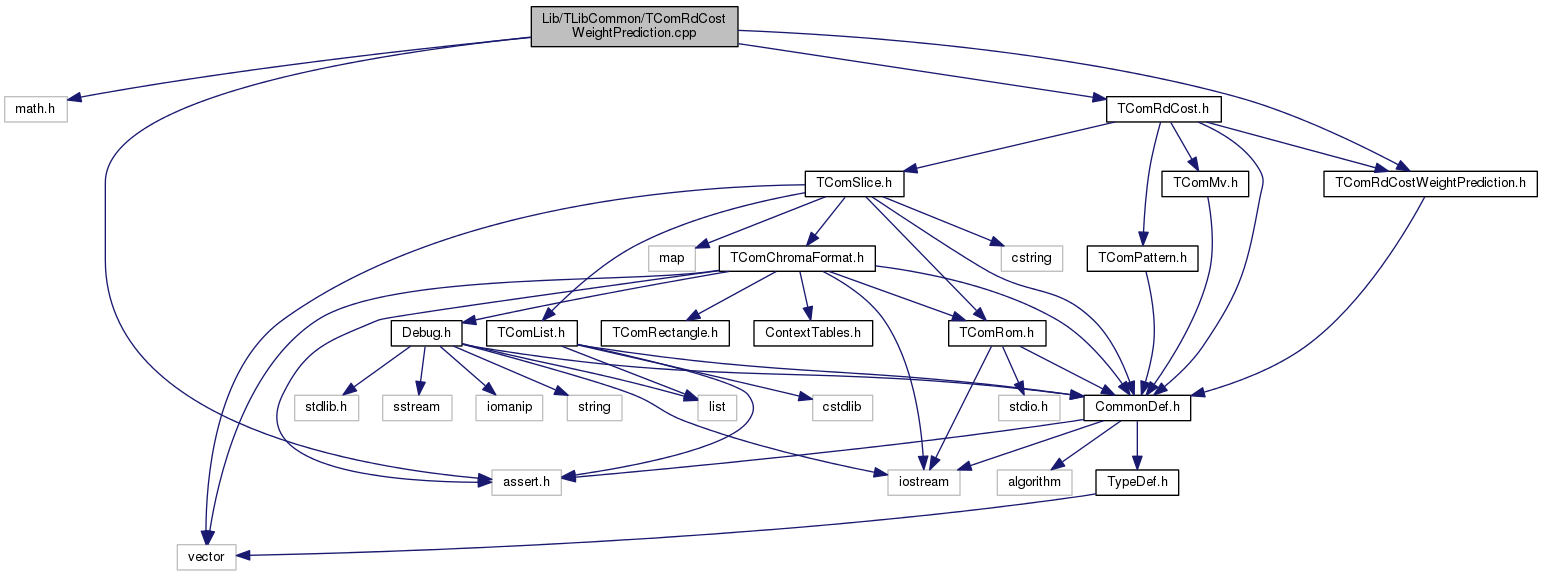 Lib/TLibCommon/TComRdCost
WeightPrediction.cpp
math.h
TComRdCost.h
TComSlice.h
TComMv.h
TComRdCostWeightPrediction.h
map
TComChromaFormat.h
cstring
TComPattern.h
Debug.h
TComList.h
TComRectangle.h
ContextTables.h
TComRom.h
stdlib.h
sstream
iomanip
string
list
cstdlib
stdio.h
CommonDef.h
assert.h
iostream
algorithm
TypeDef.h
vector